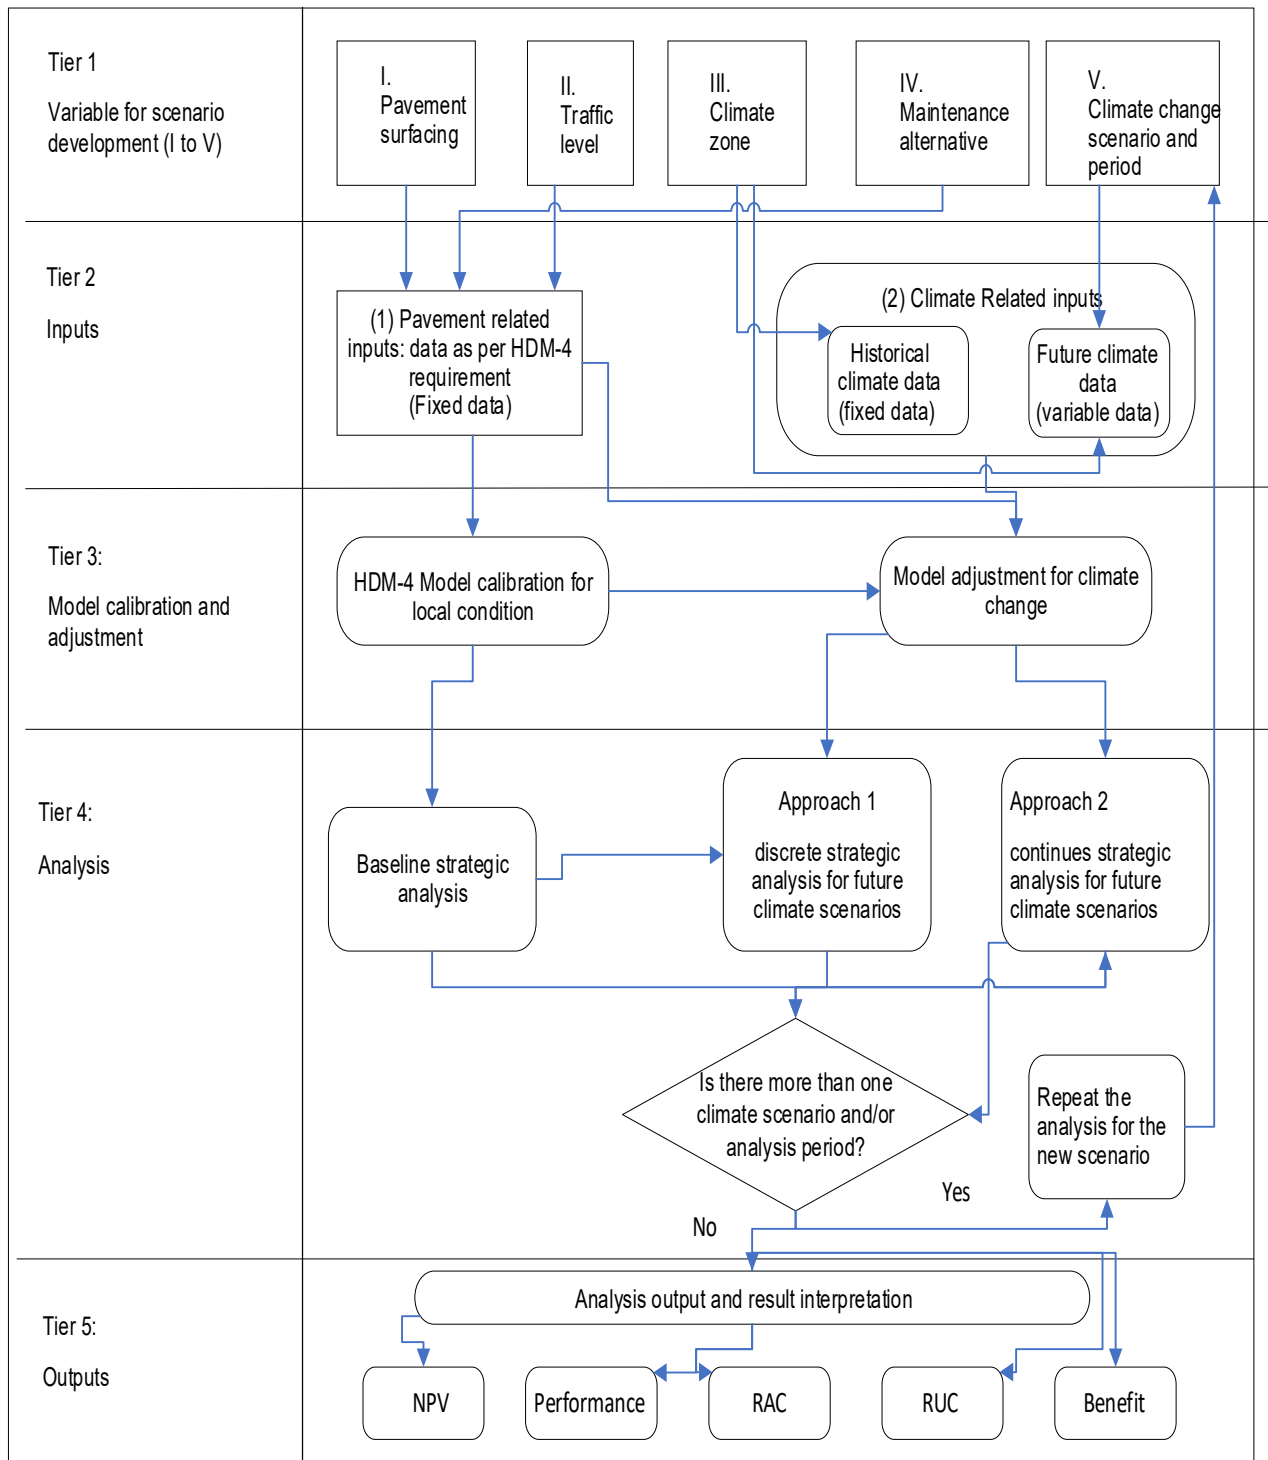 Tier 1
Variable for scenario
development (I to V)
I.
Pavement
surfacing
II.
Traffic
level
III.
Climate
zone
IV.
Maintenance
alternative
V.
Climate change
scenario and
period
Tier 2
Inputs
(1) Pavement related
inputs: data as per HDM-4
requirement
(Fixed data)
(2) Climate Related inputs
Historical
climate data
(fixed data)
Future climate
data
(variable data)
Tier 3:
Model calibration and
adjustment
HDM-4 Model calibration for
local condition
Model adjustment for climate
change
Tier 4:
Analysis
Baseline strategic
analysis
Approach 1
discrete strategic
analysis for future
climate scenarios
Approach 2
continues strategic
analysis for future
climate scenarios
Is there more than one
climate scenario and/or
analysis period?
Repeat the
analysis for the
new scenario
Yes
No
Tier 5:
Outputs
Analysis output and result interpretation
NPV
Performance
RAC
RUC
Benefit